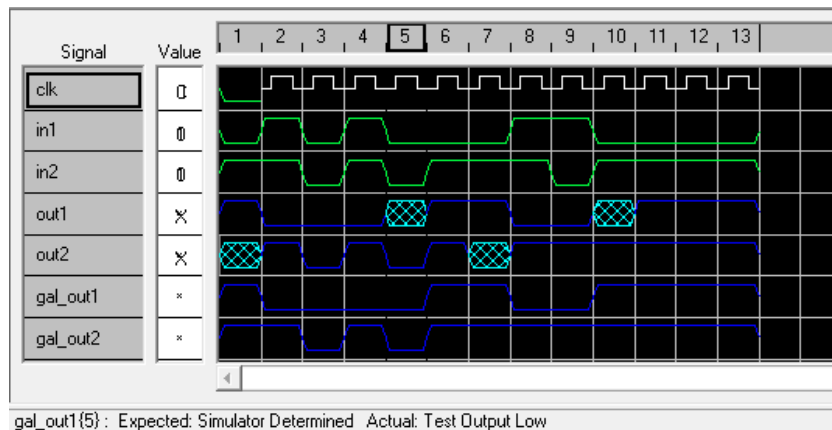 1 2 3 4 5 6 7 8 9 10 11 12 13
Signal Value
clk
in1 0
in2 0
out1 X
out2 X
gal_out1 x
gal_out2 x
gal_out1{5} : Expected: Simulator Determined Actual: Test Output Low